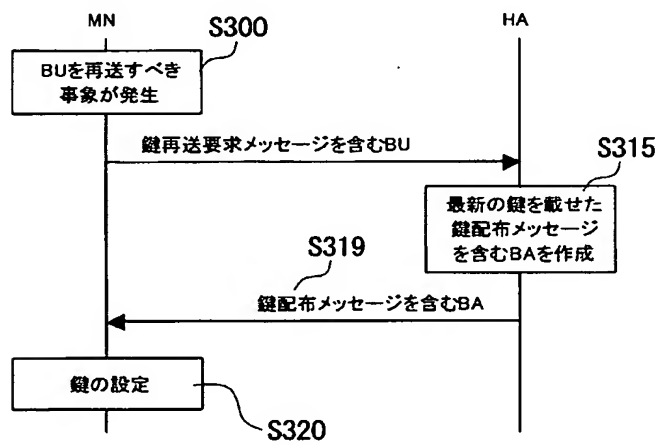 MN
HA
S300
BUを再送すべき
事象が発生
鍵再送要求メッセージを含むBU
S315
最新の鍵を載せた
鍵配布メッセージ
を含むBAを作成
S319
鍵配布メッセージを含むBA
鍵の設定
S320